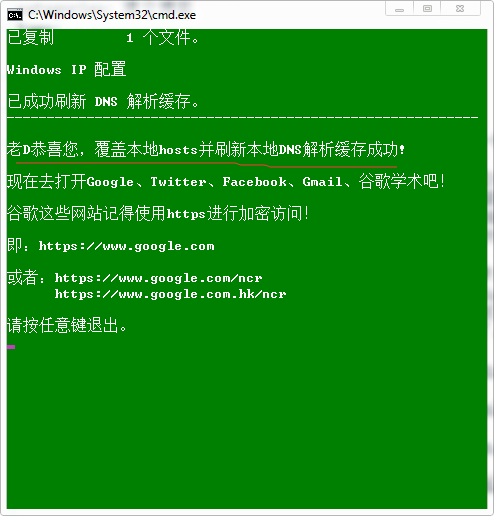 C:\Windows\System32\cmd.exe
已复制         1 个文件。
Windows IP 配置
已成功刷新 DNS 解析缓存。
-----------------------------------------------------------
老D恭喜您，覆盖本地hosts并刷新本地DNS解析缓存成功!
现在去打开Google、Twitter、Facebook、Gmail、谷歌学术吧!
谷歌这些网站记得使用https进行加密访问!
即：https://www.google.com
或者：https://www.google.com/ncr
https://www.google.com.hk/ncr
请按任意键退出。